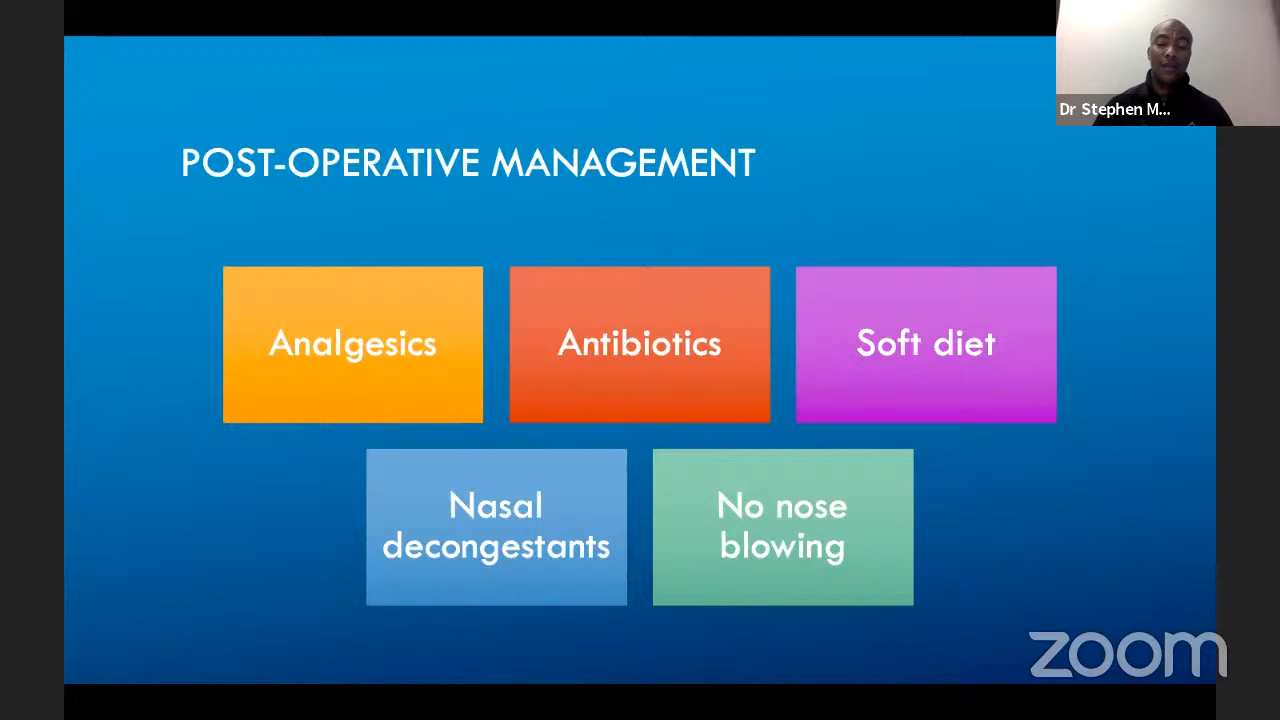 Dr Stephen M...
POST-OPERATIVE MANAGEMENT
Analgesics
Antibiotics
Soft diet
Nasal
decongestants
No nose
blowing
zoom